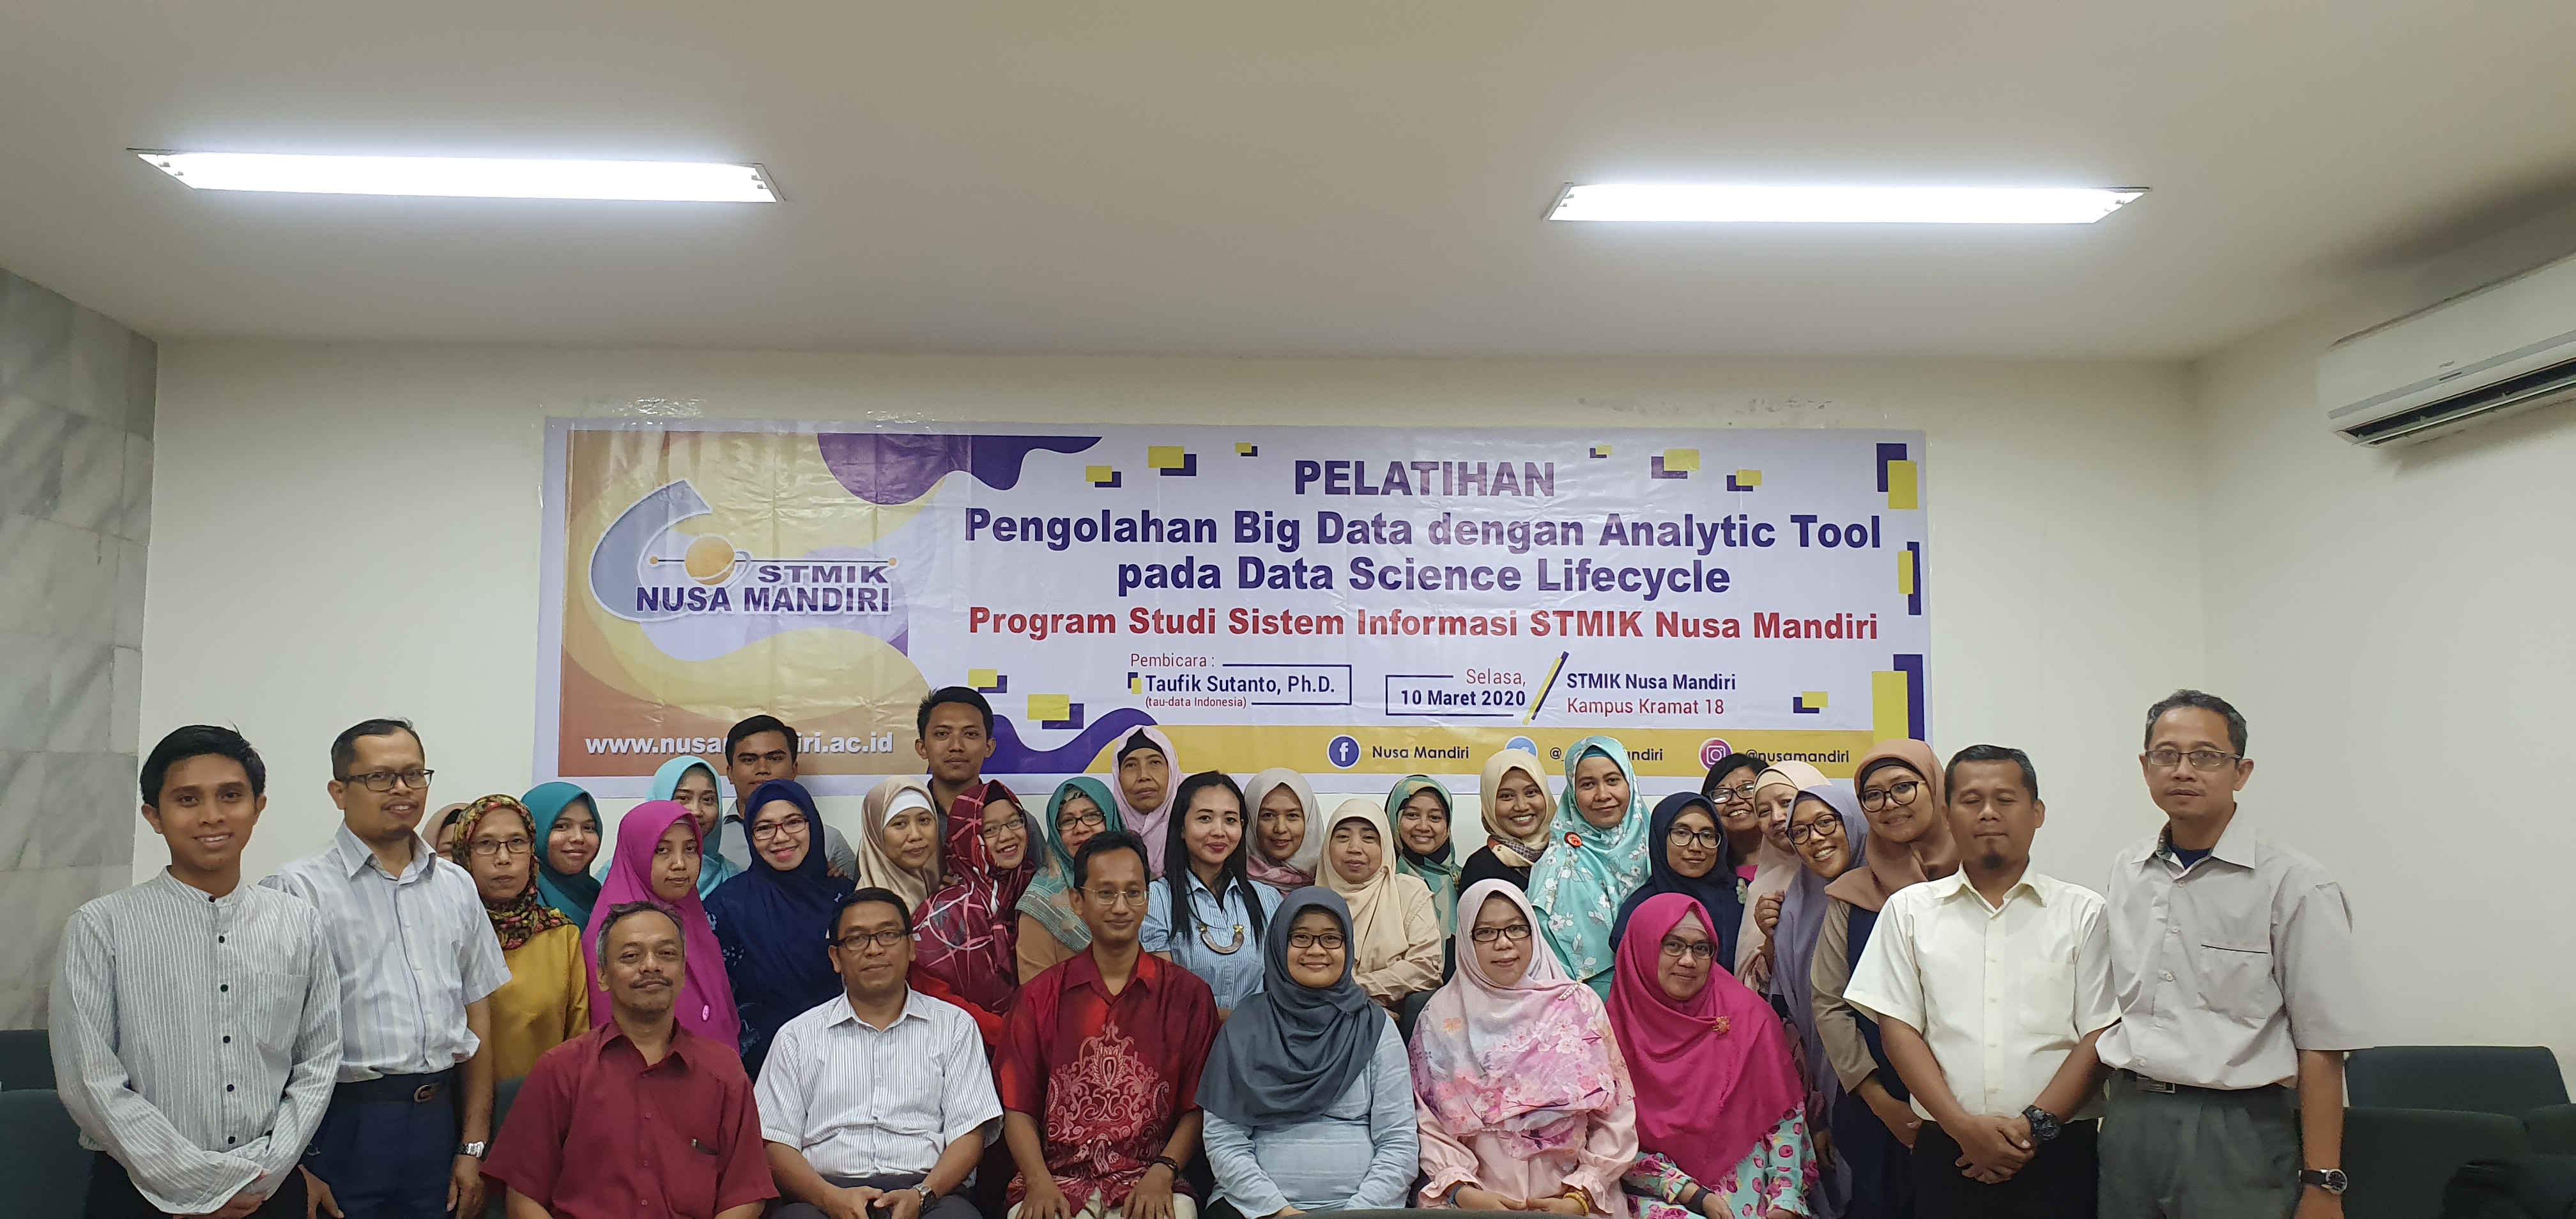 STMIK
NUSA MANDIRI
PELATIHAN
Pengolahan Big Data dengan Analytic Tool
pada Data Science Lifecycle
Program Studi Sistem Informasi STMIK Nusa Mandiri
Pembicara :
Taufik Sutanto, Ph.D.
(tau-data Indonesia)
Selasa,
10 Maret 2020
STMIK Nusa Mandiri
Kampus Kramat 18
Nusa Mandiri
@nusamandiri